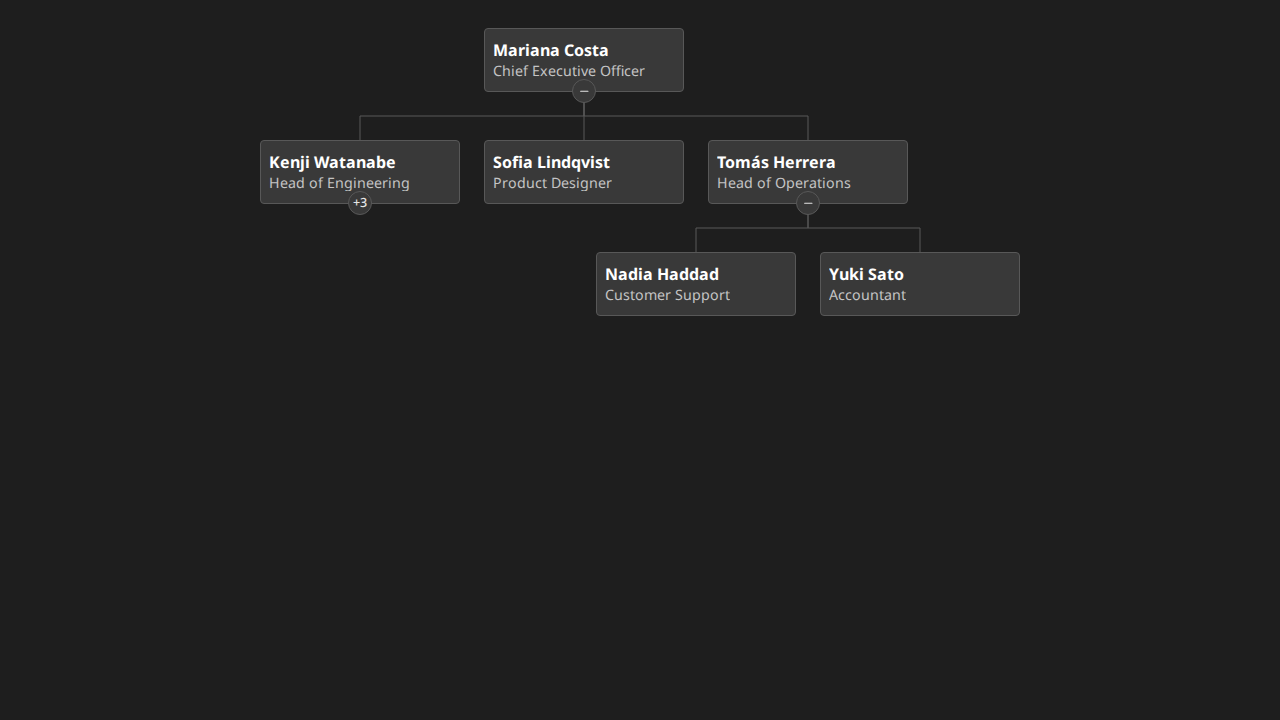 Mariana Costa
Chief Executive Officer
−
Kenji Watanabe
Head of Engineering
+3
Sofia Lindqvist
Product Designer
Tomás Herrera
Head of Operations
−
Nadia Haddad
Customer Support
Yuki Sato
Accountant